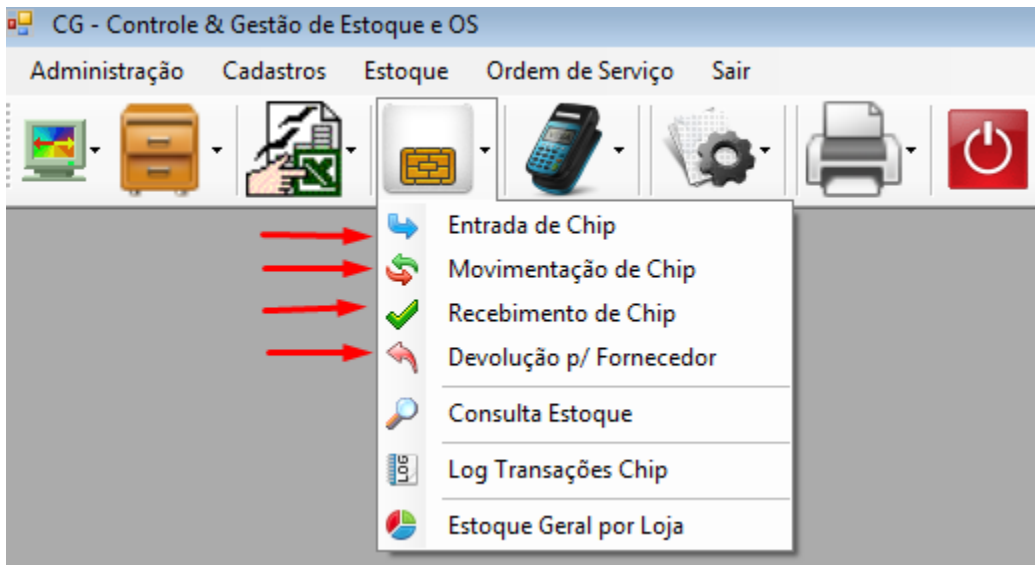 CG - Controle & Gestão de Estoque e OS
Administração Cadastros Estoque Ordem de Serviço Sair
Entrada de Chip
Movimentação de Chip
Recebimento de Chip
Devolução p/ Fornecedor
Consulta Estoque
LOG Log Transações Chip
Estoque Geral por Loja